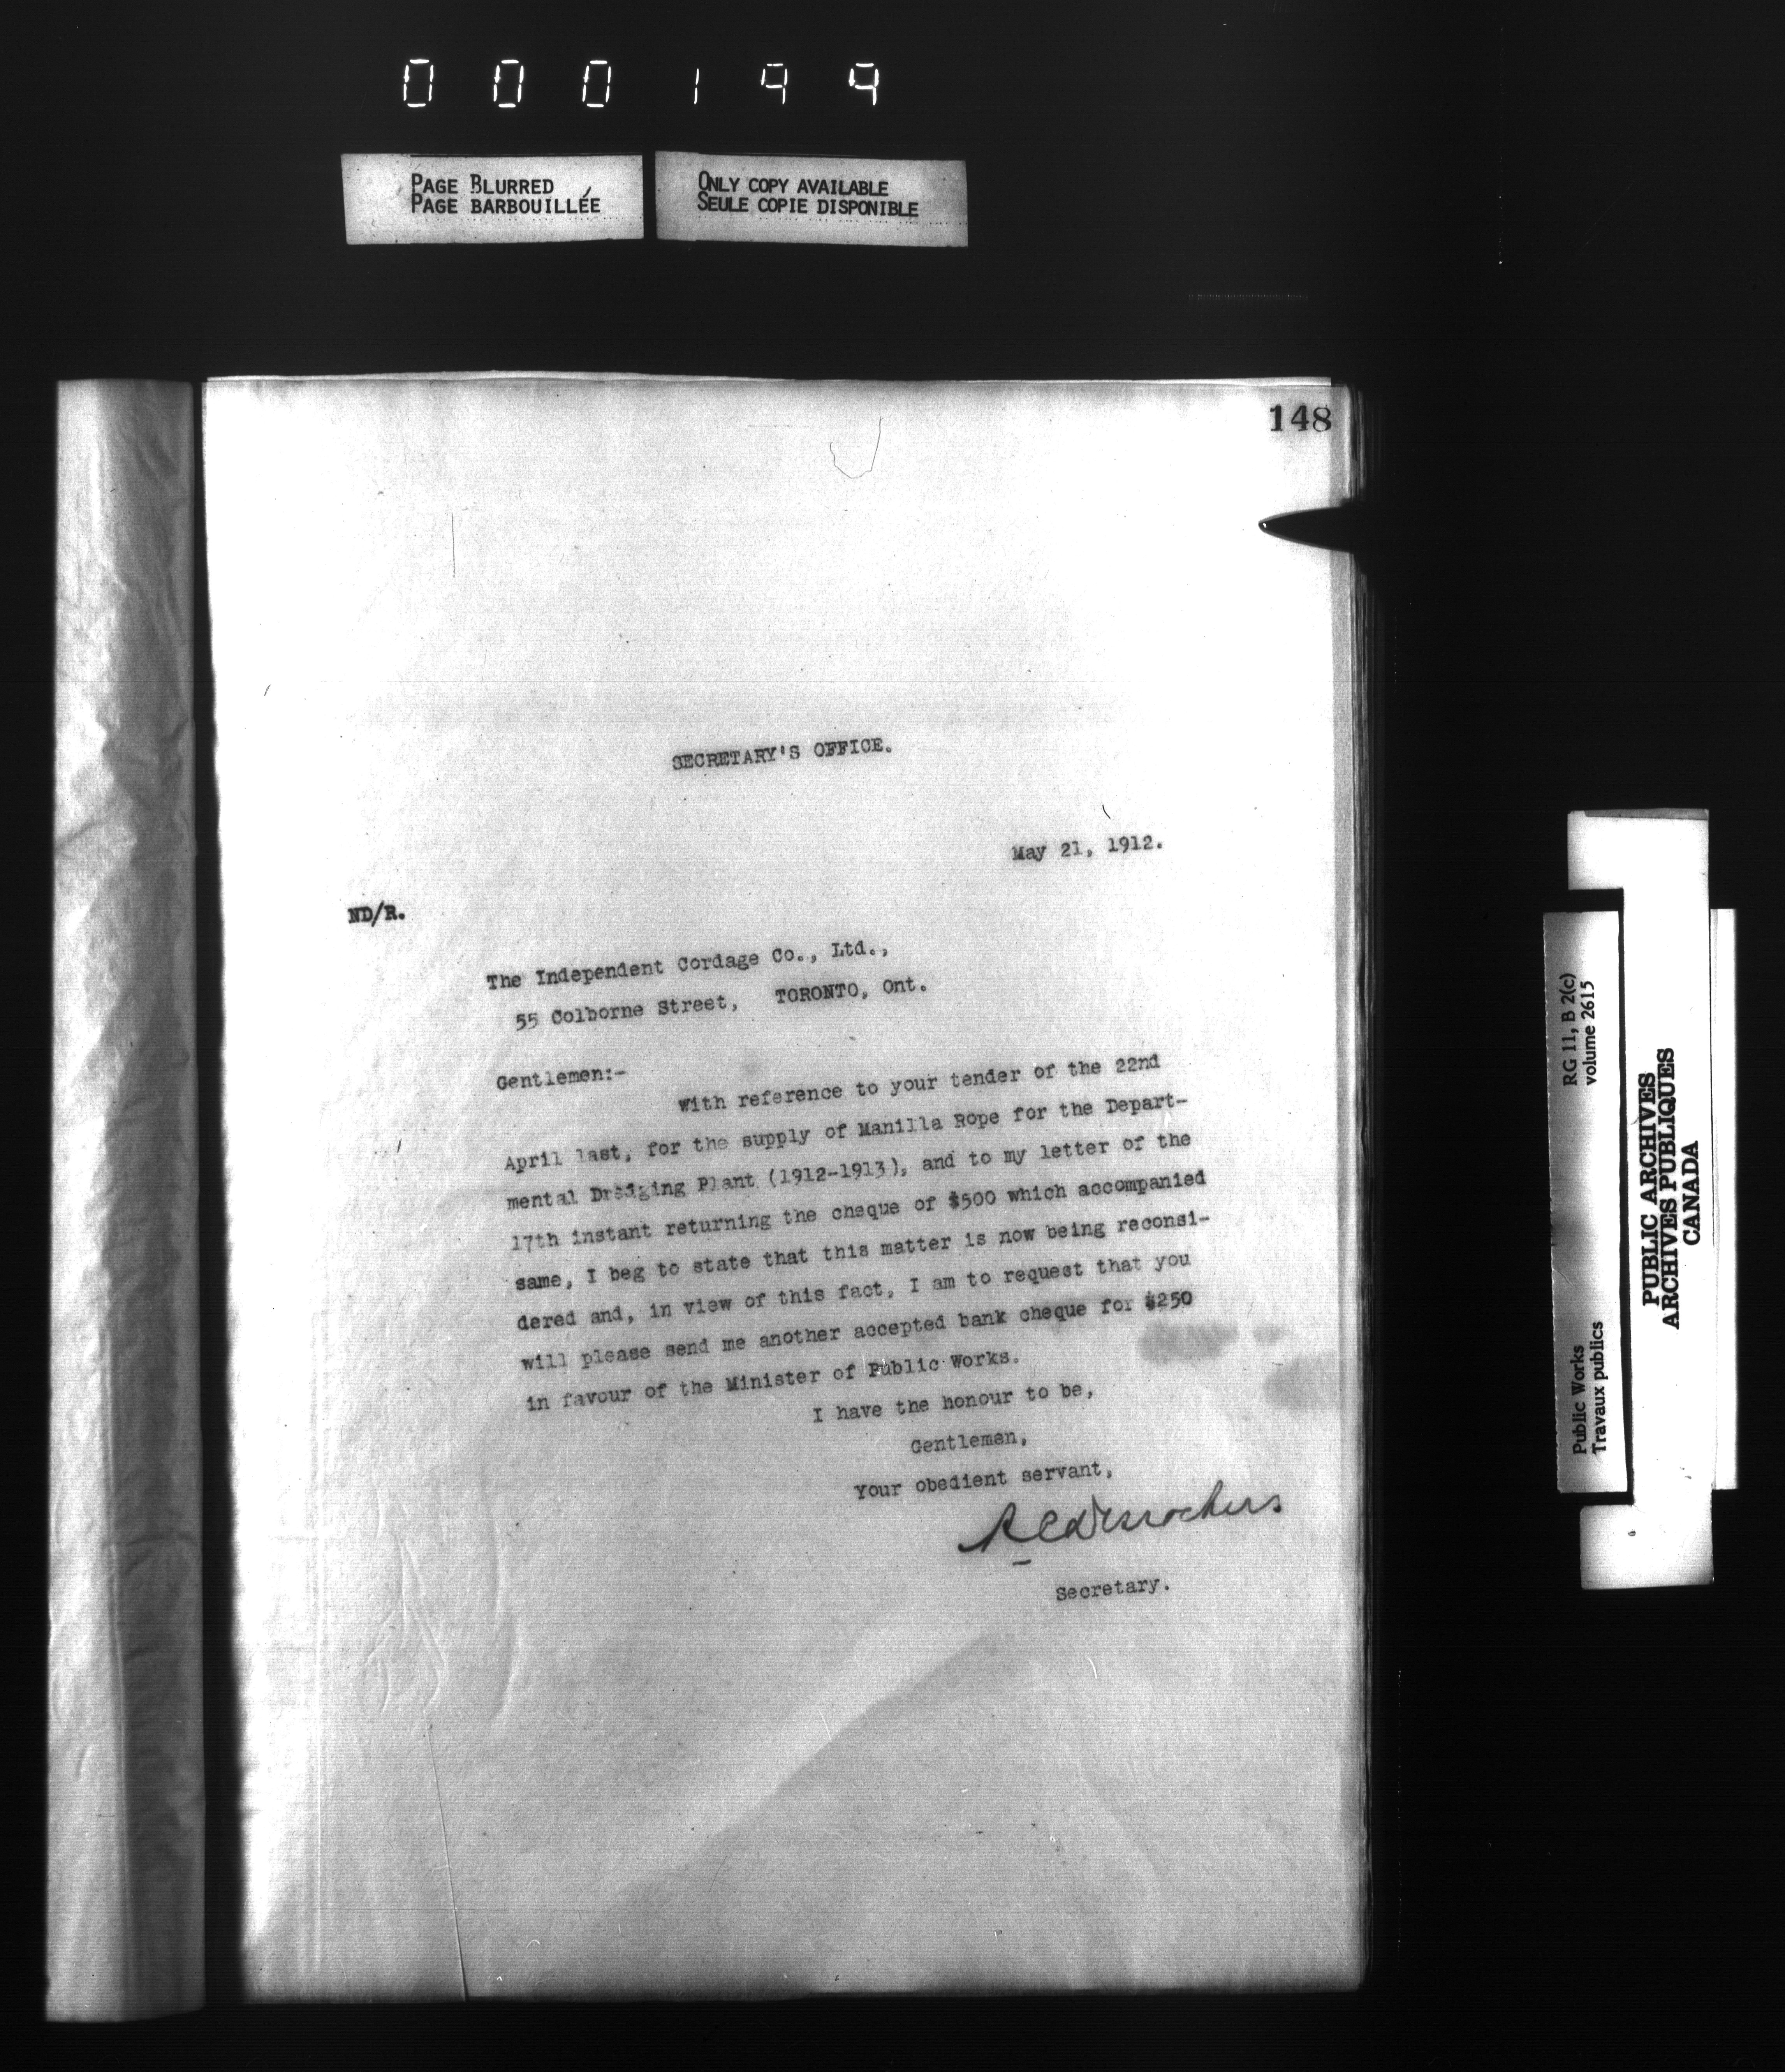 000199
PAGE BLURRED
PAGE BARBOUILLÉE
ONLY COPY AVAILABLE
SEULE COPIE DISPONIBLE
148
SECRETARY'S OFFICE.
May 21, 1912.
ND/R.
The Independent Cordage Co., Ltd.,
55 Colborne Street, TORONTO, Ont.
Gentlemen:-
With reference to your tender of the 22nd
April last, for the supply of Manilla Rope for the Depart-
mental Dredging Plant (1912-1913), and to my letter of the
17th instant returning the cheque of $500 which accompanied
same, I beg to state that this matter is now being reconsi-
dered and, in view of this fact, I am to request that you
will please send me another accepted bank cheque for $250
in favour of the Minister of Public Works.
I have the honour to be,
Gentlemen,
Your obedient servant,
R C Desrochers
Secretary.
RG 11, B 2(c)
volume 2615
Public Works
Travaux publics
PUBLIC ARCHIVES
ARCHIVES PUBLIQUES
CANADA